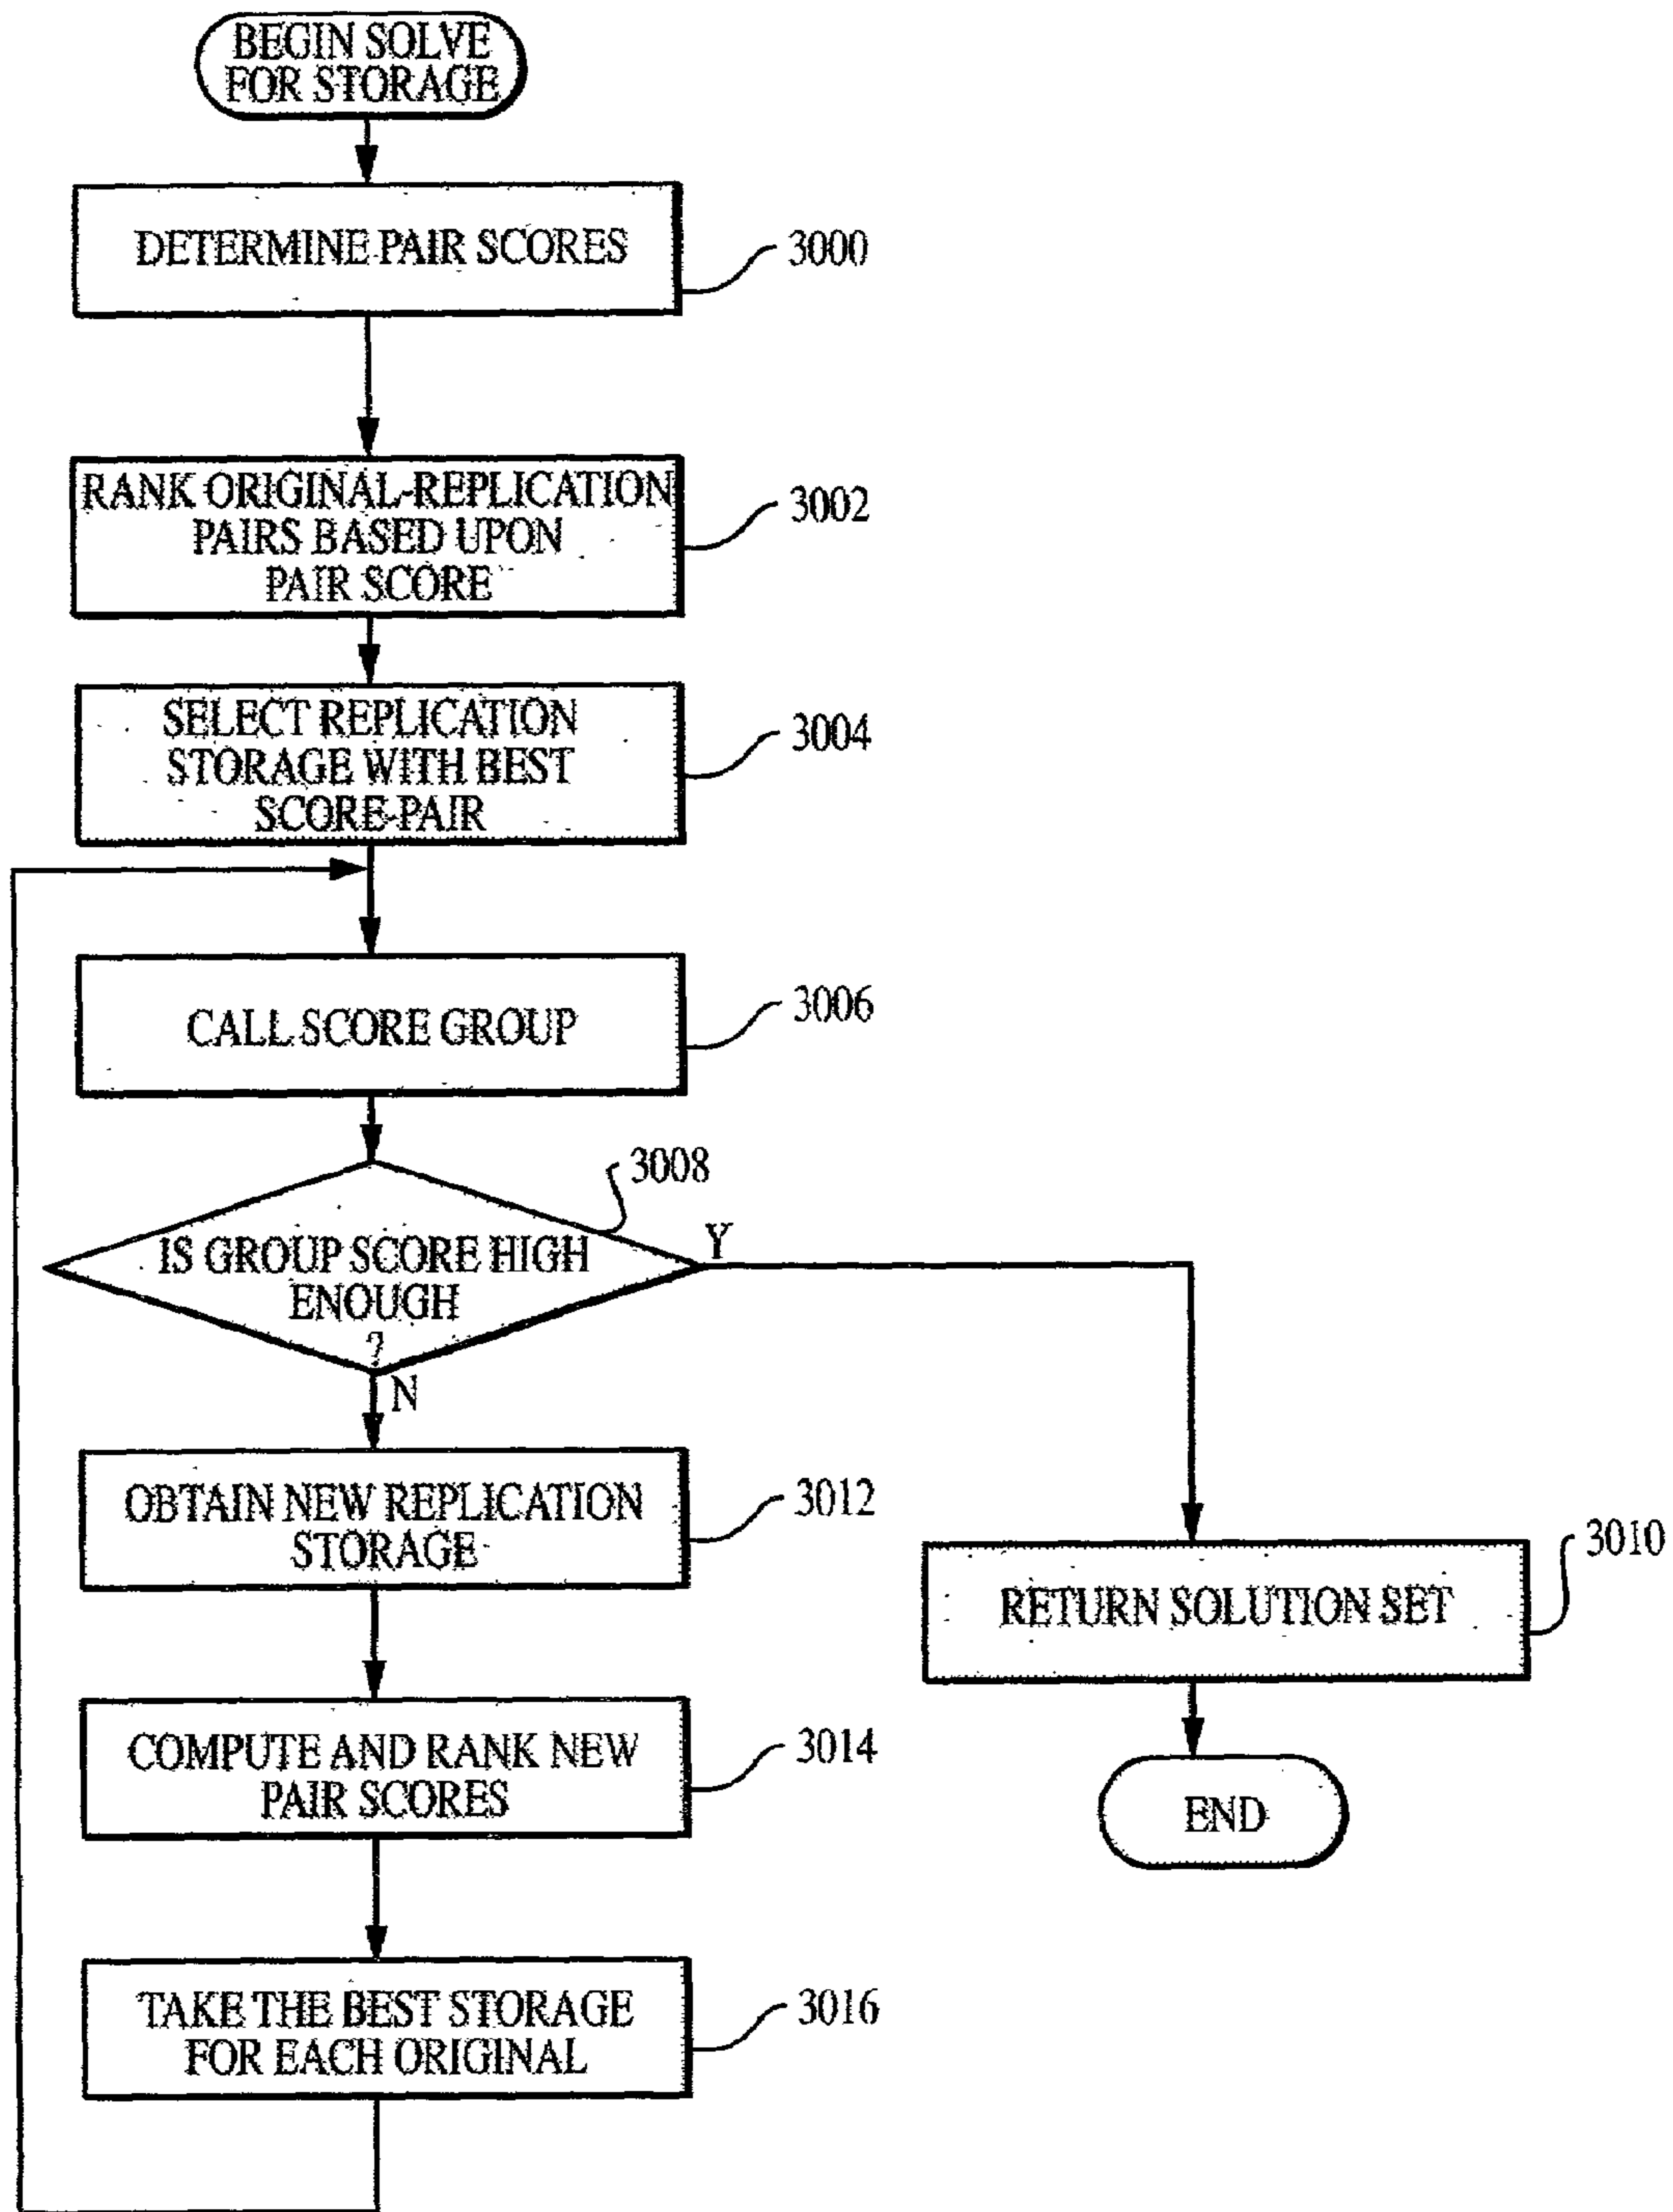 BEGIN SOLVE
FOR STORAGE
DETERMINE PAIR SCORES
3000
RANK ORIGINAL-REPLICATION
PAIRS BASED UPON
PAIR SCORE
3002
SELECT REPLICATION
STORAGE WITH BEST
SCORE-PAIR
3004
CALL SCORE GROUP
3006
3008
IS GROUP SCORE HIGH
ENOUGH
?
Y
N
OBTAIN NEW REPLICATION
STORAGE
3012
RETURN SOLUTION SET
3010
COMPUTE AND RANK NEW
PAIR SCORES
3014
END
TAKE THE BEST STORAGE
FOR EACH ORIGINAL
3016